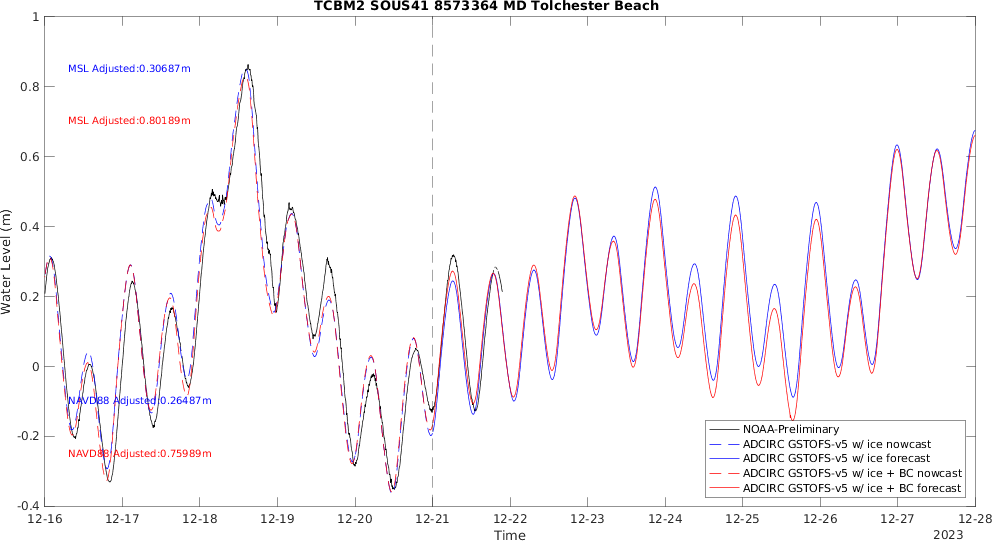 TCBM2 SOUS41 8573364 MD Tolchester Beach
1
0.8
0.6
0.4
0.2
0
-0.2
-0.4
Water Level (m)
MSL Adjusted:0.30687m
MSL Adjusted:0.80189m
NAVD88 Adjusted:0.26487m
NAVD88 Adjusted:0.75989m
NOAA-Preliminary
ADCIRC GSTOFS-v5 w/ ice nowcast
ADCIRC GSTOFS-v5 w/ ice forecast
ADCIRC GSTOFS-v5 w/ ice + BC nowcast
ADCIRC GSTOFS-v5 w/ ice + BC forecast
12-16 12-17 12-18 12-19 12-20 12-21 12-22 12-23 12-24 12-25 12-26 12-27 12-28
Time
2023